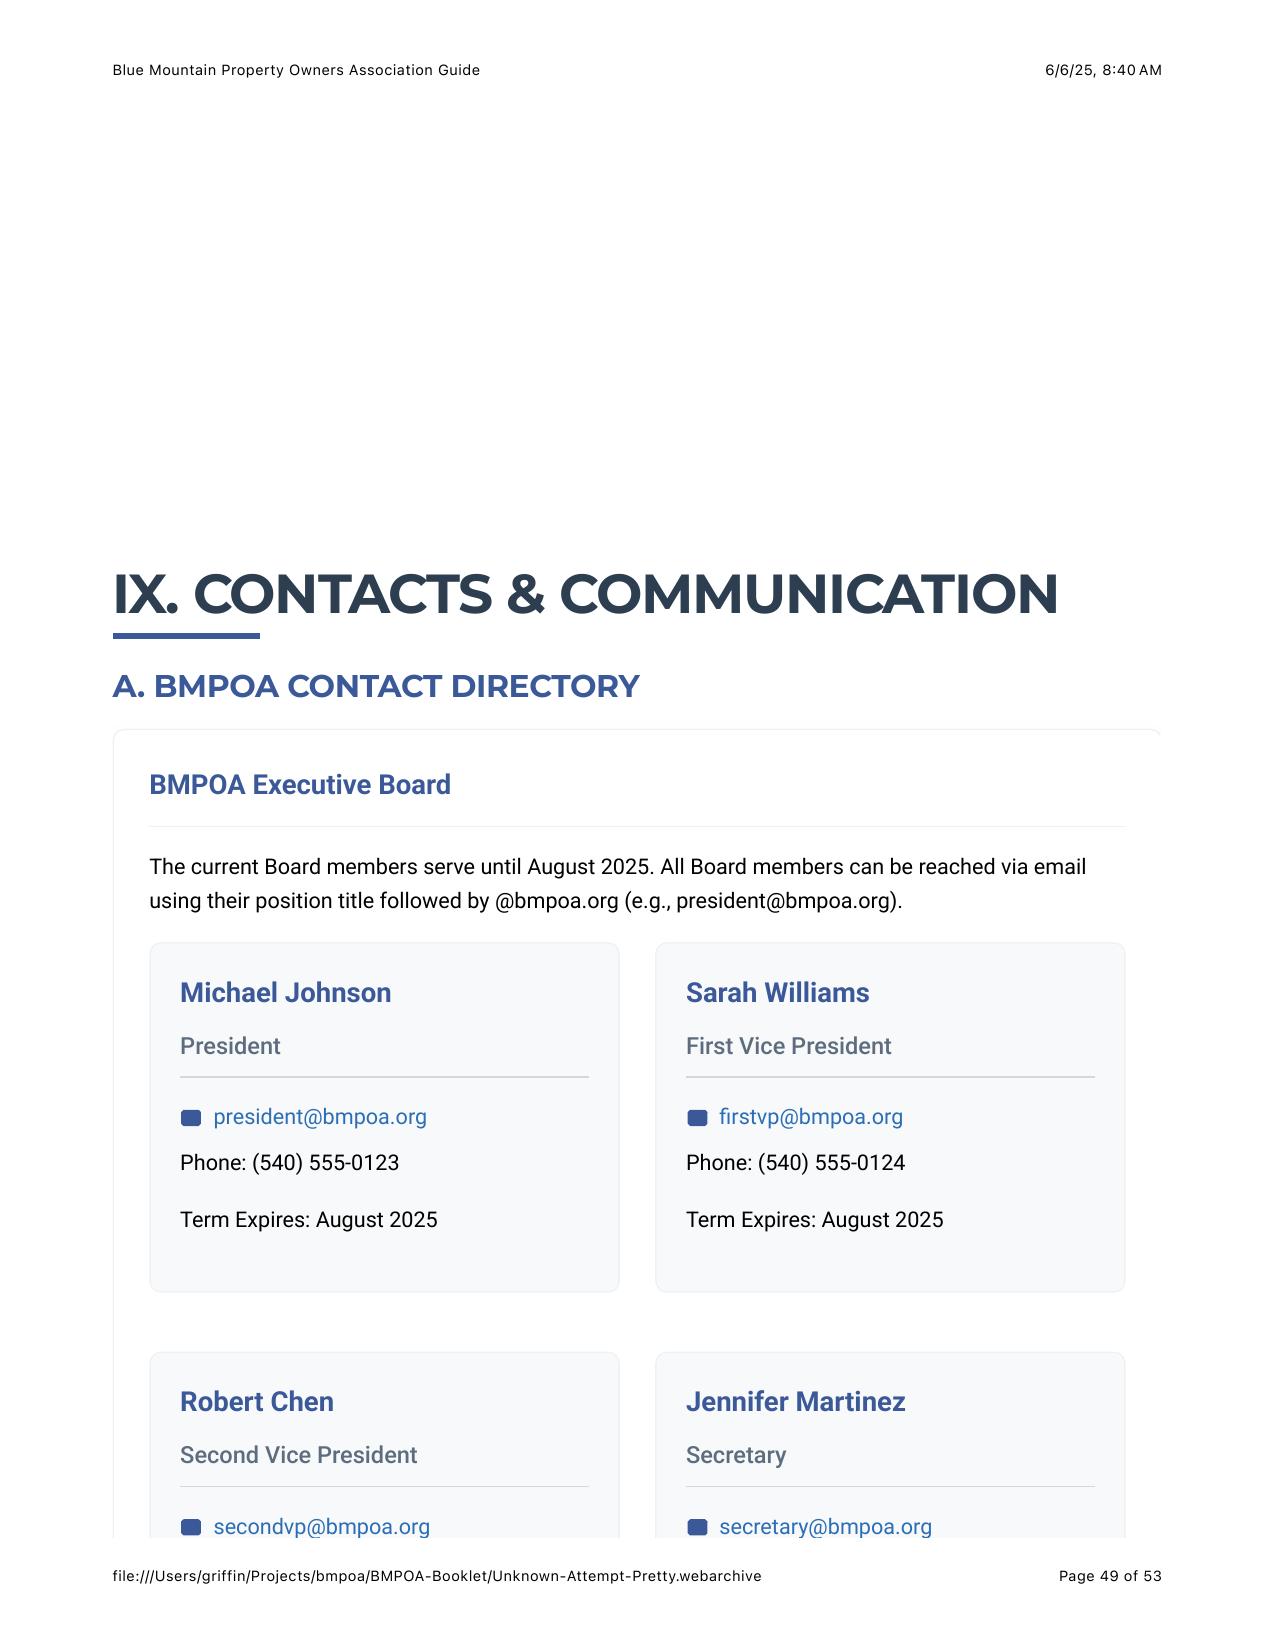 Blue Mountain Property Owners Association Guide
6/6/25, 8:40 AM
IX. CONTACTS & COMMUNICATION
A. BMPOA CONTACT DIRECTORY
BMPOA Executive Board
The current Board members serve until August 2025. All Board members can be reached via email
using their position title followed by @bmpoa.org (e.g., president@bmpoa.org).
Michael Johnson
President
president@bmpoa.org
Phone: (540) 555-0123
Term Expires: August 2025
Sarah Williams
First Vice President
firstvp@bmpoa.org
Phone: (540) 555-0124
Term Expires: August 2025
Robert Chen
Second Vice President
secondvp@bmpoa.org
Jennifer Martinez
Secretary
secretary@bmpoa.org
file:///Users/griffin/Projects/bmpoa/BMPOA-Booklet/Unknown-Attempt-Pretty.webarchive
Page 49 of 53